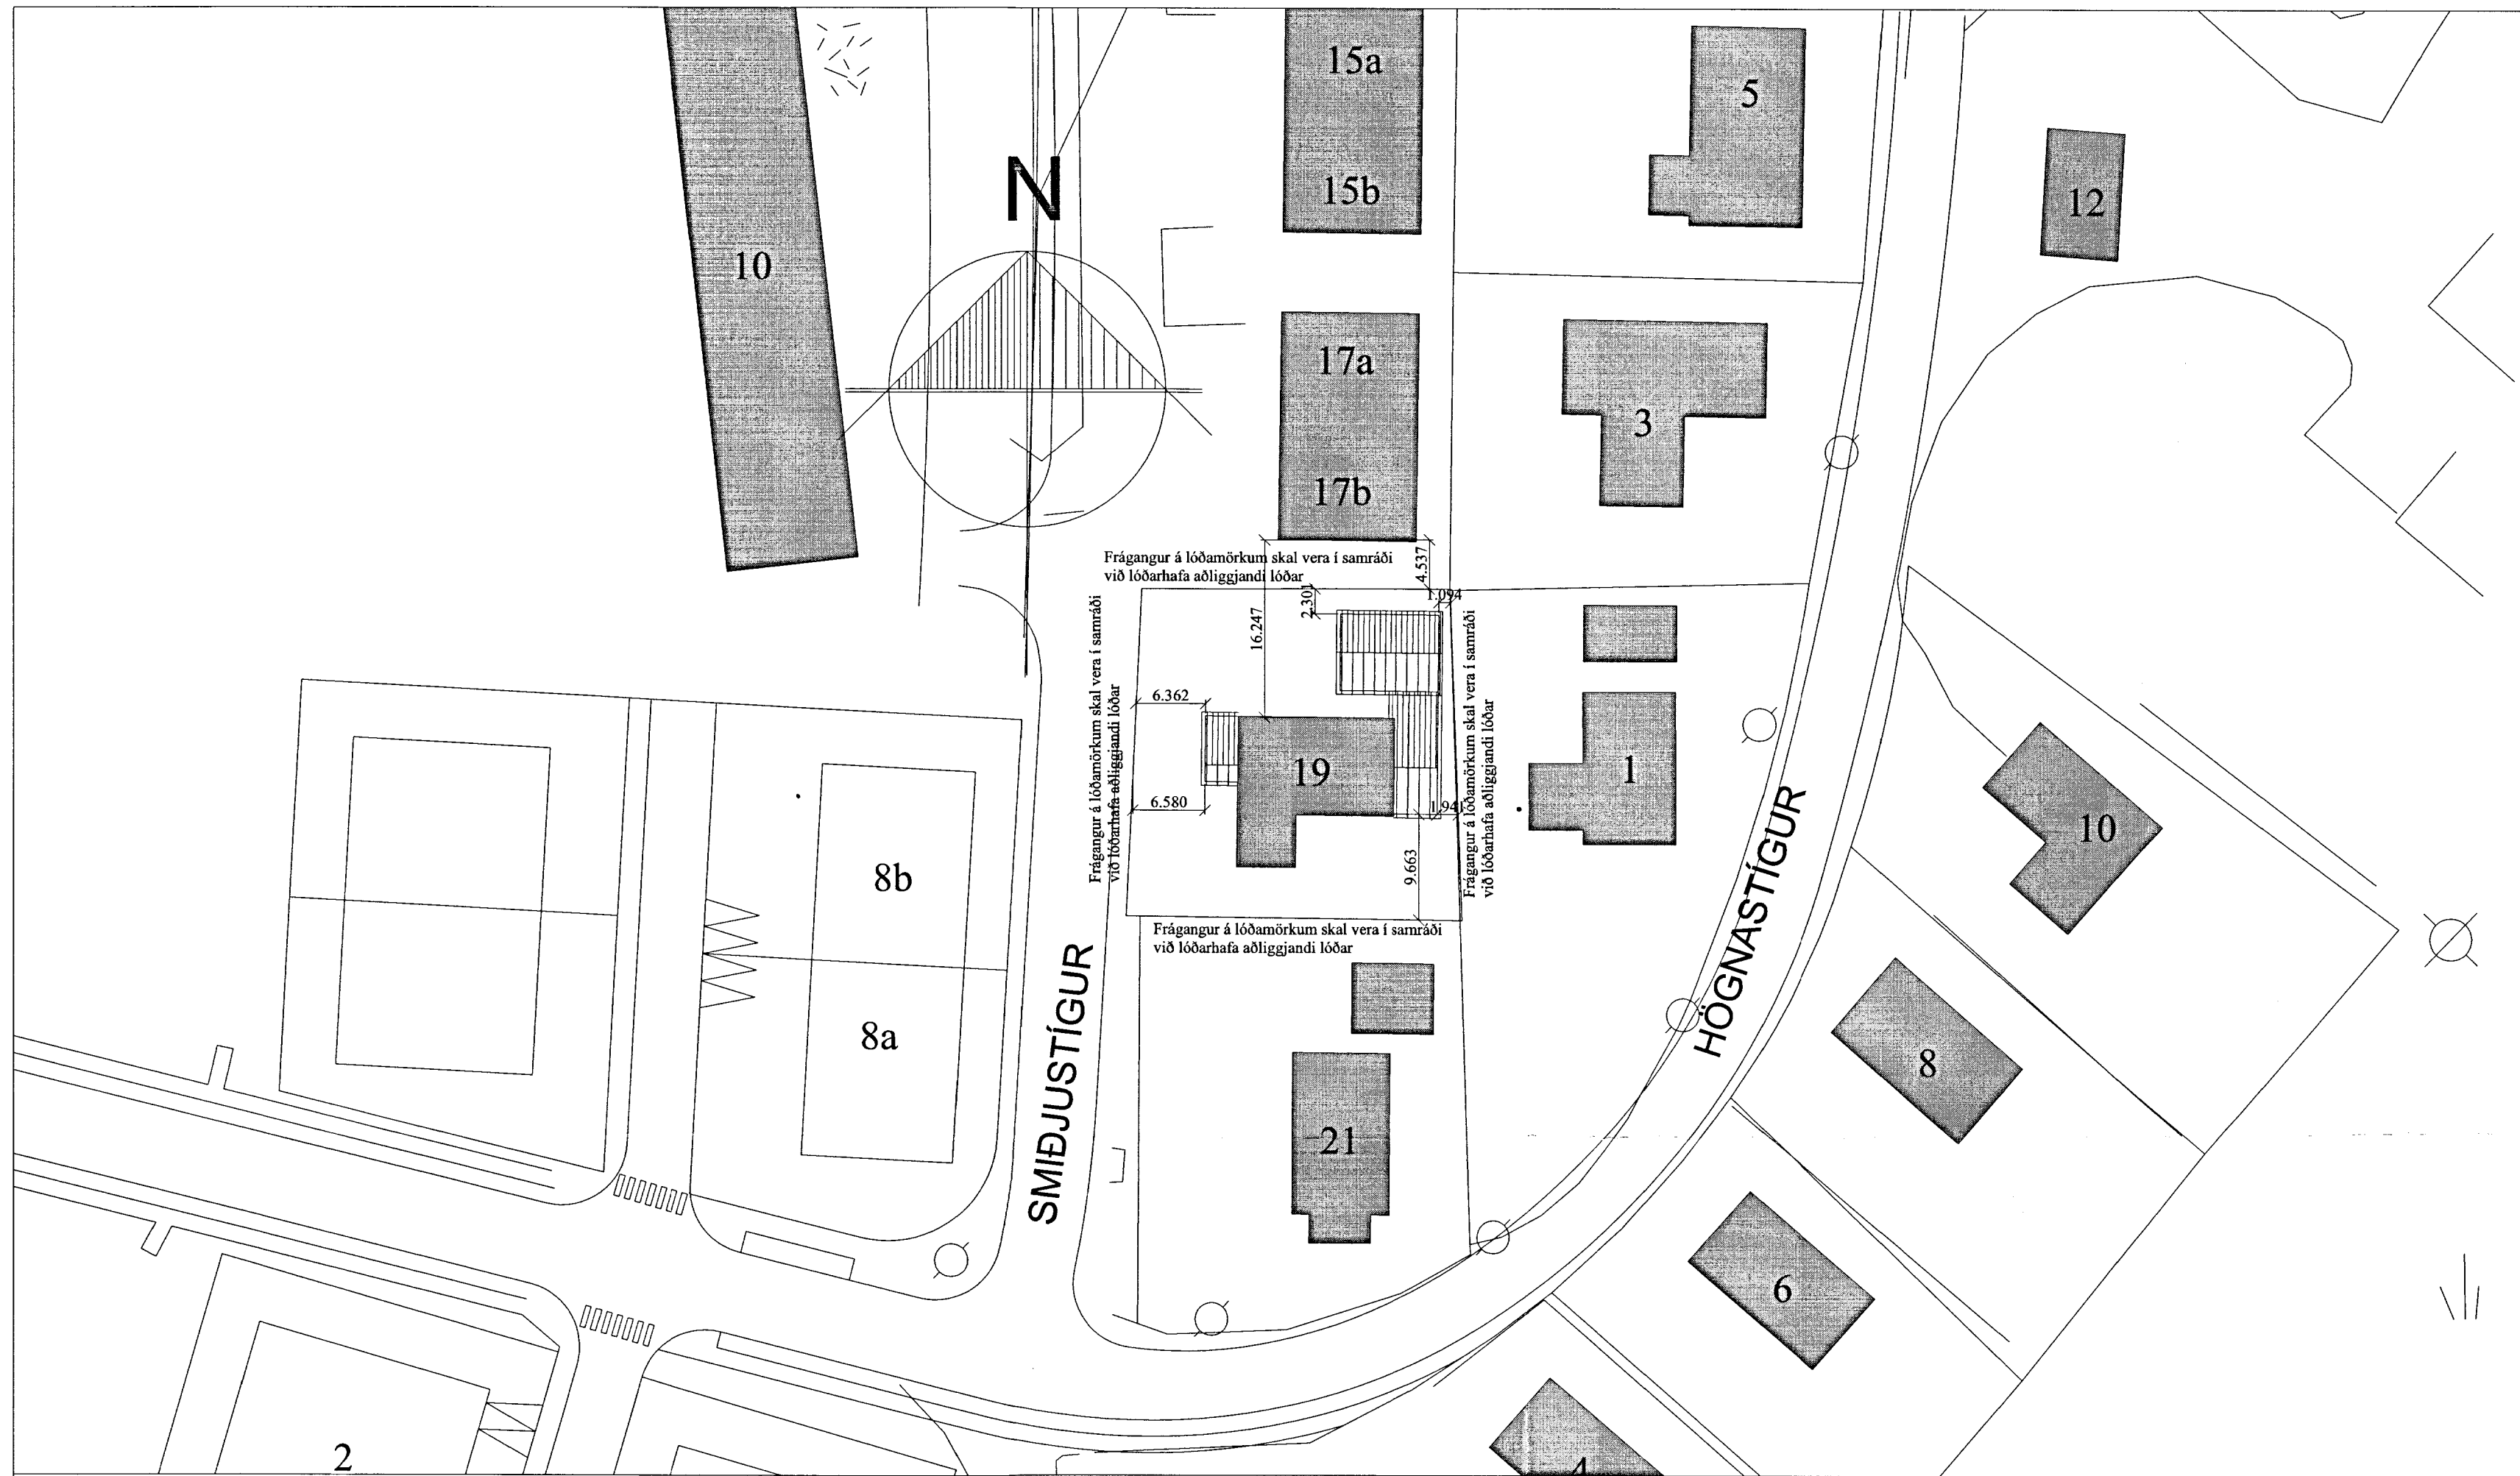 15a
5
15b
N
12
10
17a
3
17b
Frágangur á lóðamörkum skal vera í samráði
við lóðarhafa aðliggjandi lóðar
4.537
2.301
1.094
16.247
Frágangur á lóðamörkum skal vera í samráði
við lóðarhafa aðliggjandi lóðar
Frágangur á lóðamörkum skal vera í samráði
við lóðarhafa aðliggjandi lóðar
6.362
19
1
6.580
1.941
9.663
10
8b
Frágangur á lóðamörkum skal vera í samráði
við lóðarhafa aðliggjandi lóðar
HÖGNASTÍGUR
8a
SMIÐJUSTÍGUR
8
21
6
2
4